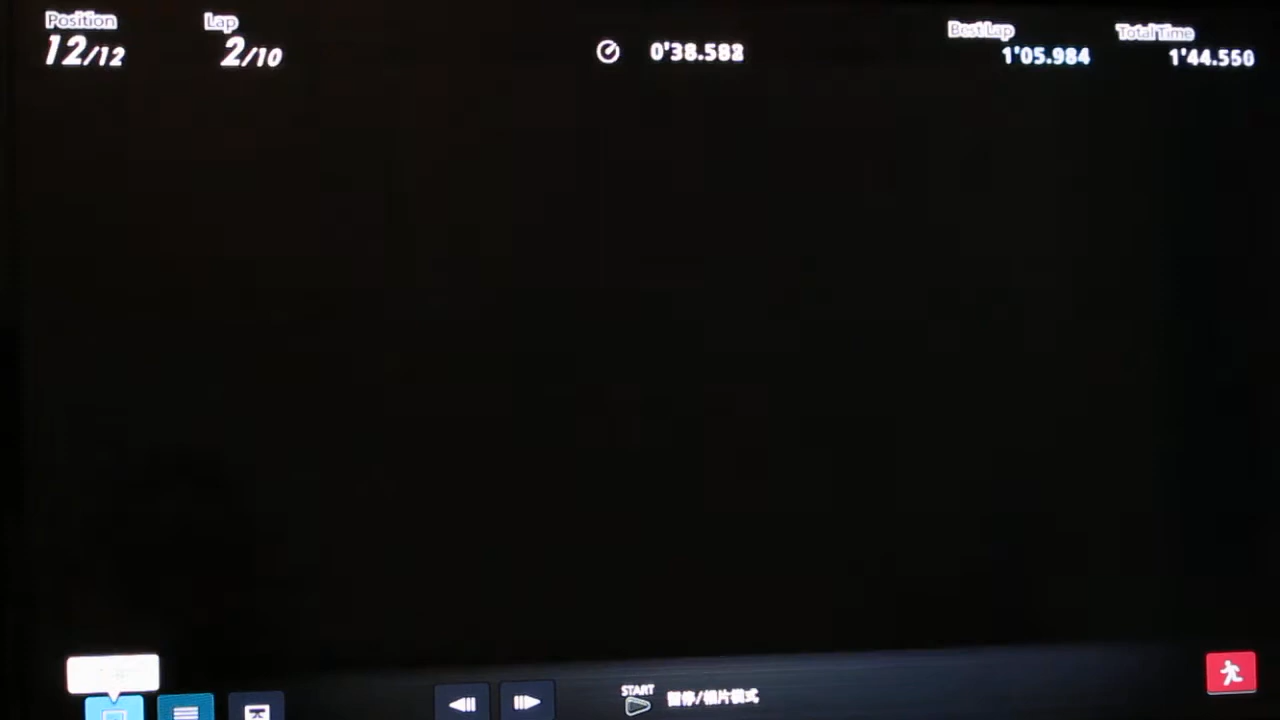 Position
12/12
Lap
2/10
0'38.582
Best Lap
1'05.984
Total Time
1'44.550
START
暫停/相片模式